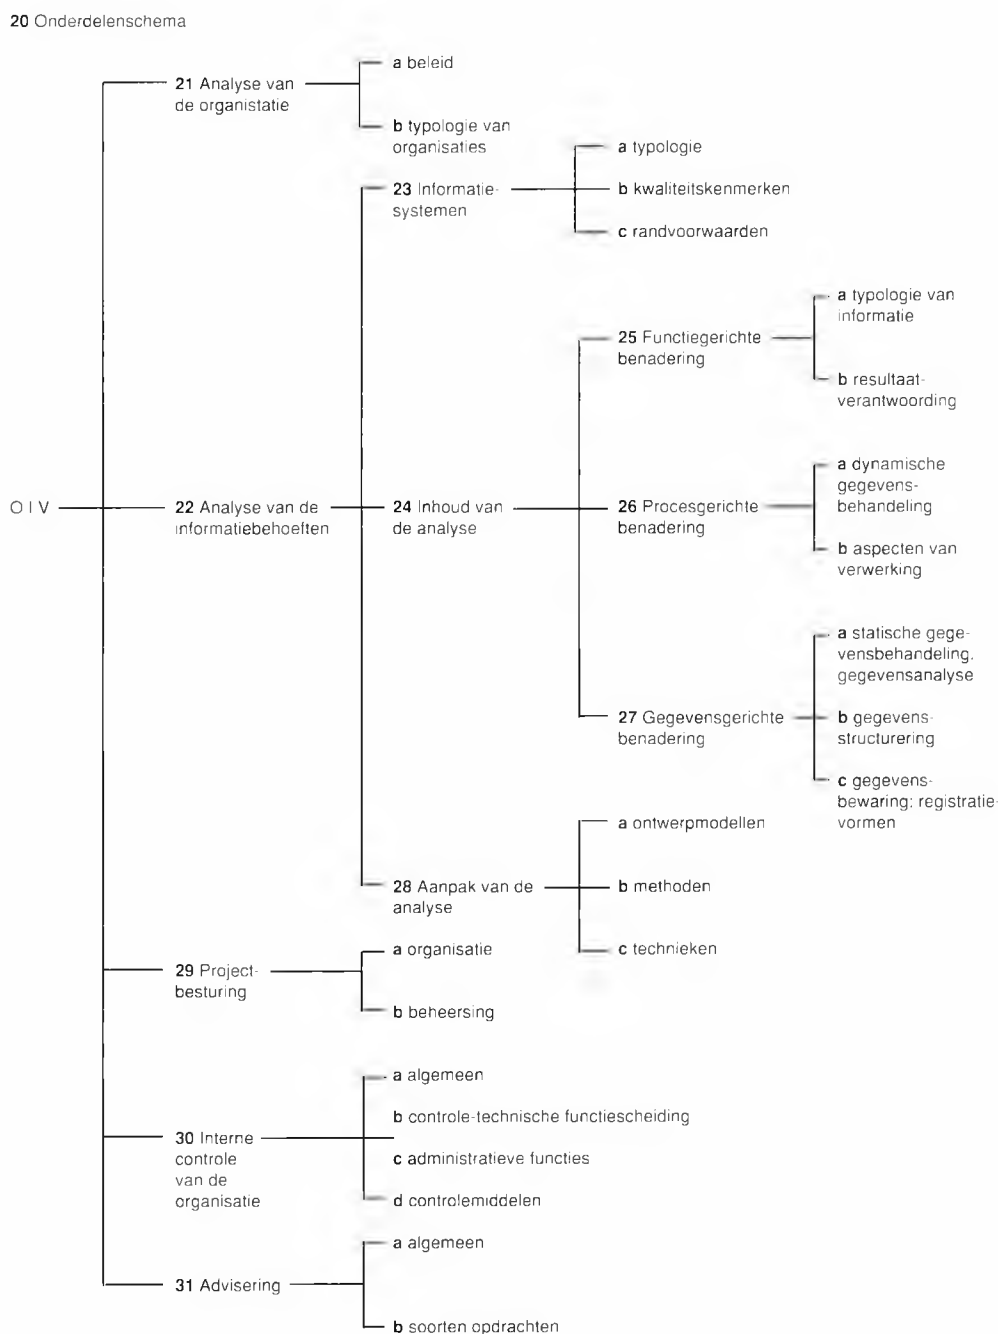 20 Onderdelenschema
O I V
21 Analyse van
de organistatie
a beleid
b typologie van
organisaties
22 Analyse van de
informatiebehoeften
23 Informatie-
systemen
a typologie
b kwaliteitskenmerken
c randvoorwaarden
24 Inhoud van
de analyse
25 Functiegerichte
benadering
a typologie van
informatie
b resultaat-
verantwoording
26 Procesgerichte
benadering
a dynamische
gegevens-
behandeling
b aspecten van
verwerking
27 Gegevensgerichte
benadering
a statische gege-
vensbehandeling,
gegevensanalyse
b gegevens-
structurering
c gegevens-
bewaring; registratie-
vormen
28 Aanpak van de
analyse
a ontwerpmodellen
b methoden
c technieken
29 Project-
besturing
a organisatie
b beheersing
30 Interne
controle
van de
organisatie
a algemeen
b controle-technische functiescheiding
c administratieve functies
d controlemiddelen
31 Advisering
a algemeen
b soorten opdrachten